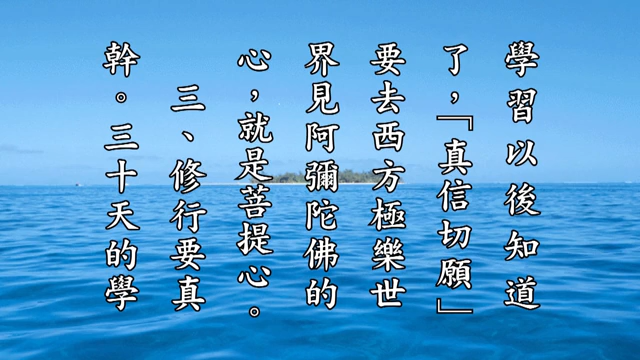 學習以後知道
了，「真信切願」
要去西方極樂世
界見阿彌陀佛的
心，就是菩提心。
三、修行要真
幹。三十天的學